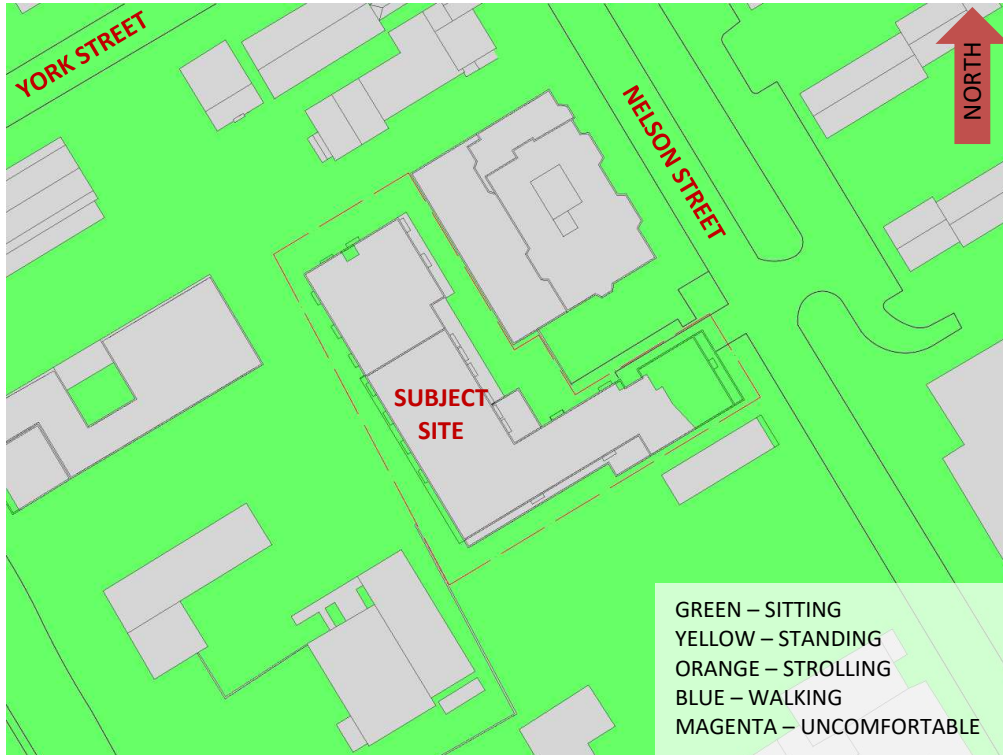 YORK STREET
NORTH
NELSON STREET
SUBJECT
SITE
GREEN – SITTING
YELLOW – STANDING
ORANGE – STROLLING
BLUE – WALKING
MAGENTA – UNCOMFORTABLE